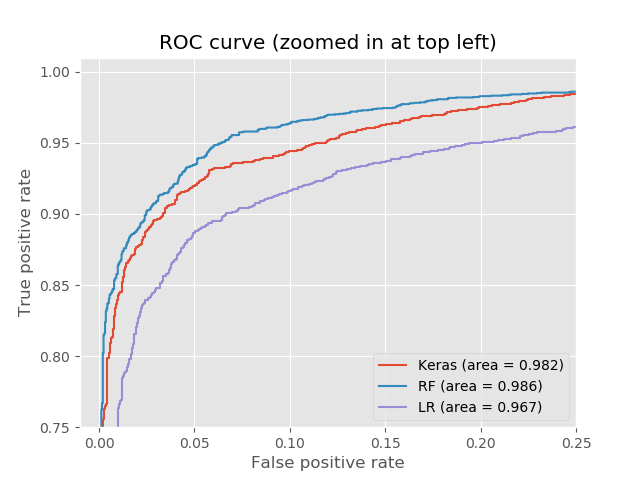 ROC curve (zoomed in at top left)
1.00
0.95
0.90
0.85
0.80
0.75
True positive rate
Keras (area = 0.982)
RF (area = 0.986)
LR (area = 0.967)
0.00 0.05 0.10 0.15 0.20 0.25
False positive rate